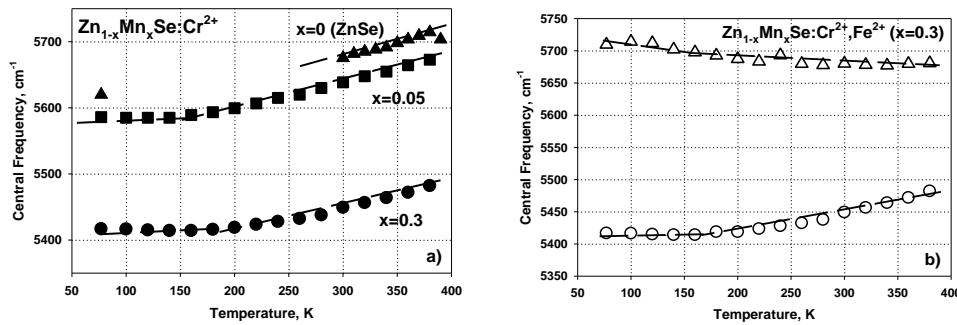 Zn1-xMnxSe:Cr2+
x=0 (ZnSe)
x=0.05
x=0.3
a)
Central Frequency, cm-1
5700
5600
5500
5400
50 100 150 200 250 300 350 400
Temperature, K
Zn1-xMnxSe:Cr2+,Fe2+ (x=0.3)
b)
Central Frequency, cm-1
5750
5700
5650
5600
5550
5500
5450
5400
5350
50 100 150 200 250 300 350 400
Temperature, K